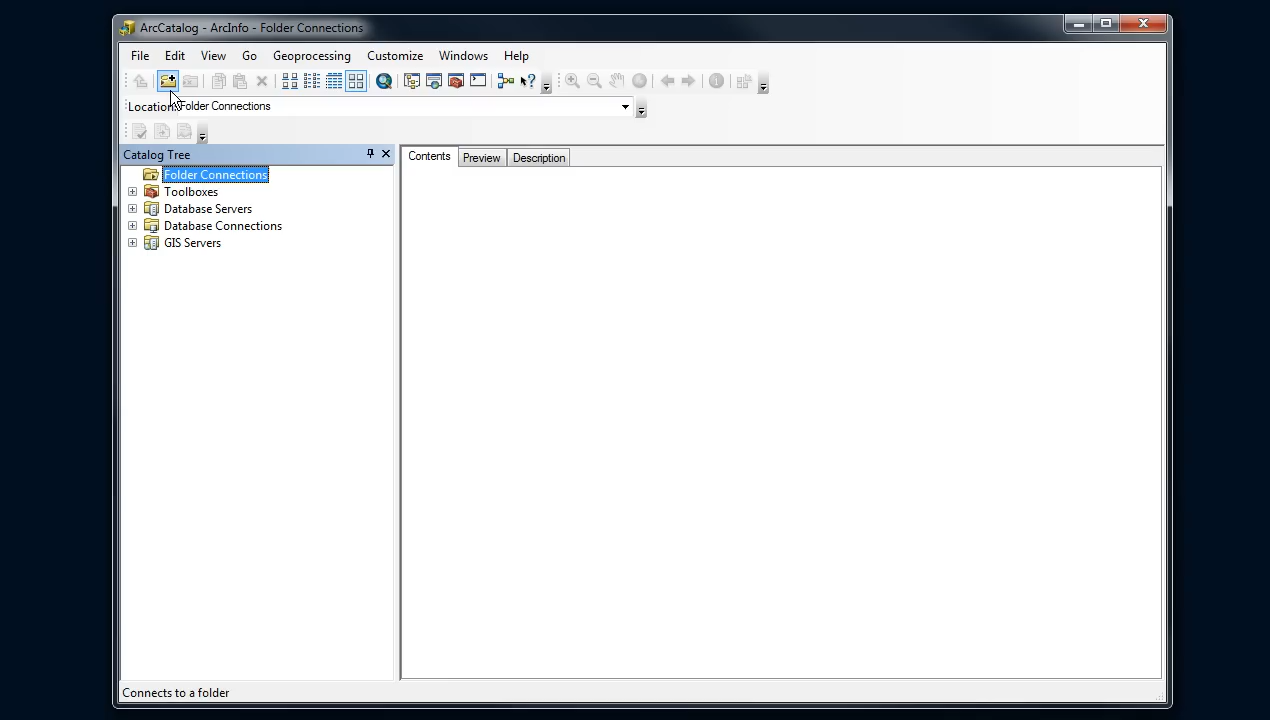 ArcCatalog - ArcInfo - Folder Connections
File Edit View Go Geoprocessing Customize Windows Help
Location: Folder Connections
Catalog Tree
Contents Preview Description
Folder Connections
Toolboxes
Database Servers
Database Connections
GIS Servers
Connects to a folder